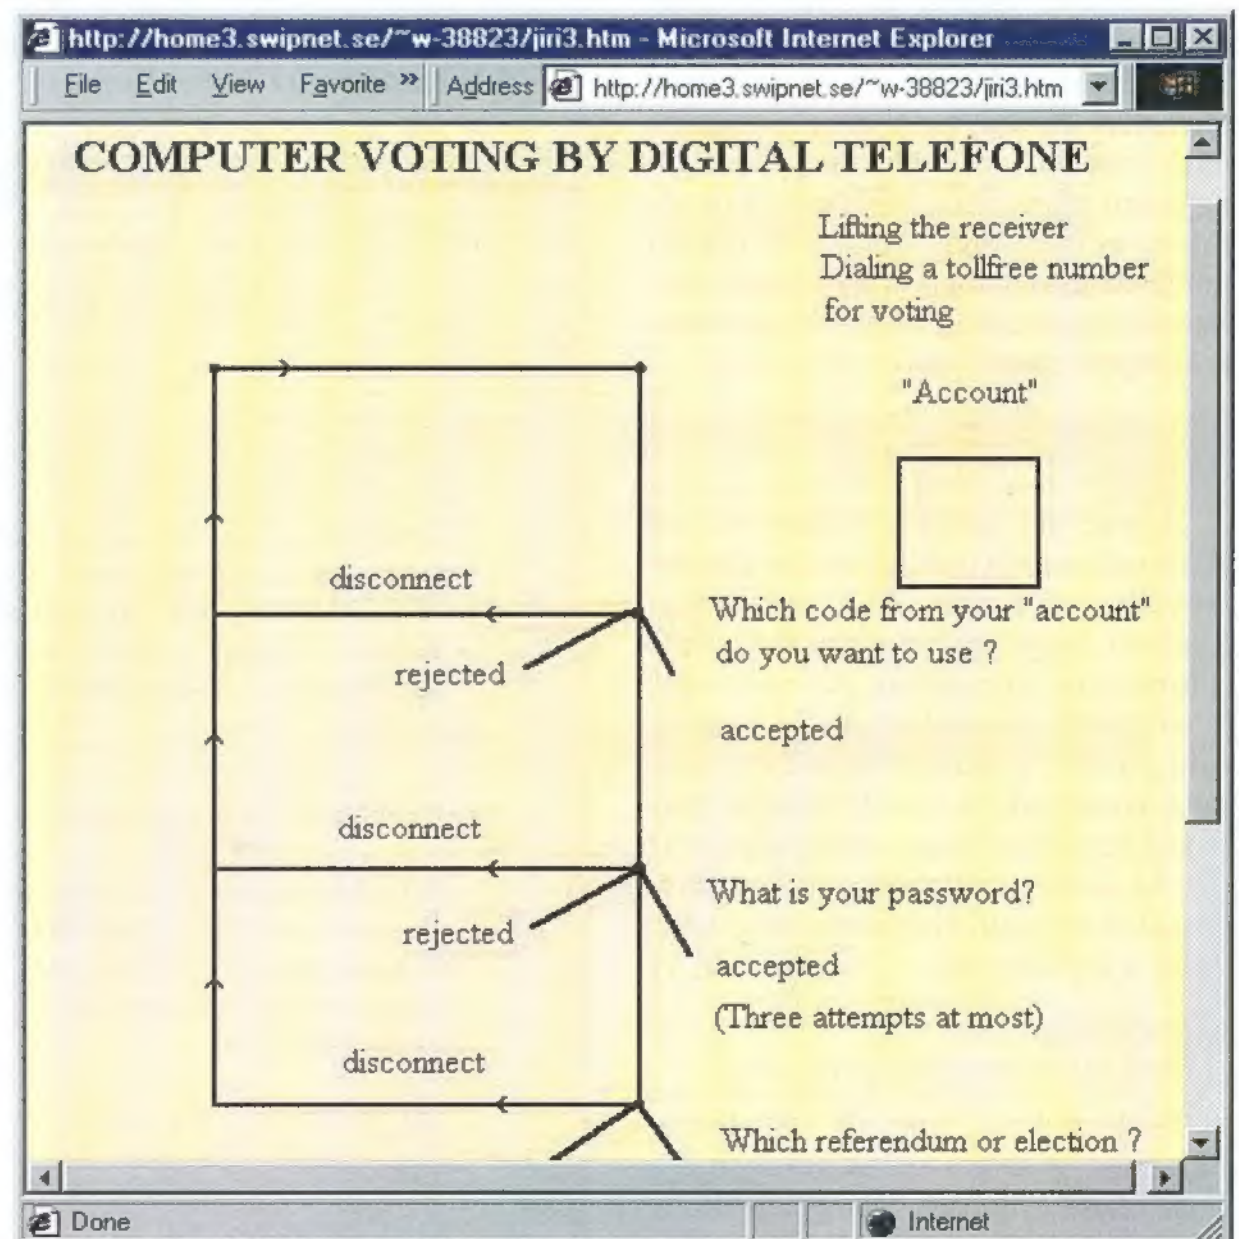 http://home3.swipnet.se/~w-38823/jiri3.htm - Microsoft Internet Explorer
File Edit View Favorite » Address http://home3.swipnet.se/~w-38823/jiri3.htm
COMPUTER VOTING BY DIGITAL TELEFONE
Lifting the receiver
Dialing a tollfree number
for voting
"Account"
disconnect
Which code from your "account"
do you want to use ?
rejected
accepted
disconnect
What is your password?
rejected
accepted
(Three attempts at most)
disconnect
Which referendum or election ?
Done
Internet